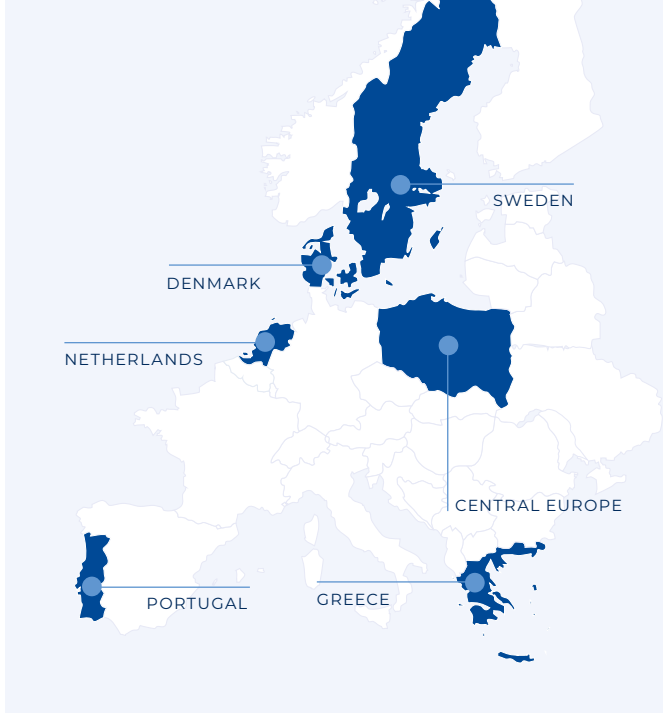 SWEDEN
DENMARK
NETHERLANDS
CENTRAL EUROPE
PORTUGAL
GREECE